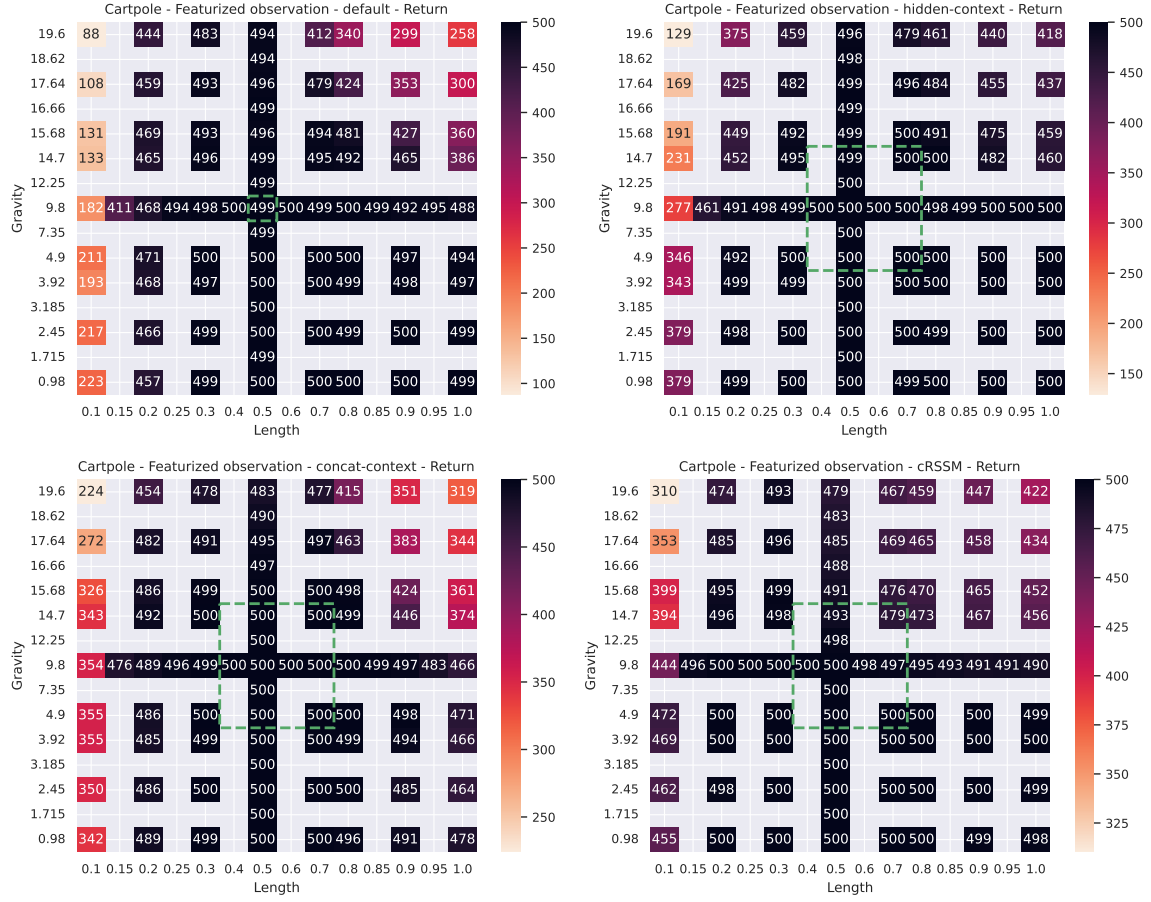 Cartpole - Featurized observation - default - Return
19.6 88 444 483 494 412 340 299 258
18.62 494
17.64 108 459 493 496 479 424 353 300
16.66 499
15.68 131 469 493 496 494 481 427 360
14.7 133 465 496 499 495 492 465 386
12.25 499
9.8 182 411 468 494 498 500 499 500 499 500 499 492 495 488
7.35 499
4.9 211 471 500 500 500 500 497 494
3.92 193 468 497 500 500 499 498 497
3.185 500
2.45 217 466 499 500 500 499 500 499
1.715 499
0.98 223 457 499 500 500 500 500 499
0.1 0.15 0.2 0.25 0.3 0.4 0.5 0.6 0.7 0.8 0.85 0.9 0.95 1.0
Length
Gravity
500
450
400
350
300
250
200
150
100
Cartpole - Featurized observation - hidden-context - Return
19.6 129 375 459 496 479 461 440 418
18.62 498
17.64 169 425 482 499 496 484 455 437
16.66 499
15.68 191 449 492 499 500 491 475 459
14.7 231 452 495 499 500 500 482 460
12.25 500
9.8 277 461 491 498 499 500 500 500 500 498 499 500 500 500
7.35 500
4.9 346 492 500 500 500 500 500 500
3.92 343 499 499 500 500 500 500 500
3.185 500
2.45 379 498 500 500 500 499 500 500
1.715 500
0.98 379 499 500 500 499 500 500 500
0.1 0.15 0.2 0.25 0.3 0.4 0.5 0.6 0.7 0.8 0.85 0.9 0.95 1.0
Length
Gravity
500
450
400
350
300
250
200
150
Cartpole - Featurized observation - concat-context - Return
19.6 224 454 478 483 477 415 351 319
18.62 490
17.64 272 482 491 495 497 463 383 344
16.66 497
15.68 326 486 499 500 500 498 424 361
14.7 343 492 500 500 500 499 446 374
12.25 500
9.8 354 476 489 496 499 500 500 500 500 500 499 497 483 466
7.35 500
4.9 355 486 500 500 500 500 498 471
3.92 355 485 499 500 500 499 494 466
3.185 500
2.45 350 486 500 500 500 500 485 464
1.715 500
0.98 342 489 499 500 500 496 491 478
0.1 0.15 0.2 0.25 0.3 0.4 0.5 0.6 0.7 0.8 0.85 0.9 0.95 1.0
Length
Gravity
500
450
400
350
300
250
Cartpole - Featurized observation - cRSSM - Return
19.6 310 474 493 479 467 459 447 422
18.62 483
17.64 353 485 496 485 469 465 458 434
16.66 488
15.68 399 495 499 491 476 470 465 452
14.7 394 496 498 493 479 473 467 456
12.25 498
9.8 444 496 500 500 500 500 500 498 497 495 493 491 491 490
7.35 500
4.9 472 500 500 500 500 500 500 499
3.92 469 500 500 500 500 500 500 500
3.185 500
2.45 462 498 500 500 500 500 500 499
1.715 500
0.98 455 500 500 500 500 500 499 498
0.1 0.15 0.2 0.25 0.3 0.4 0.5 0.6 0.7 0.8 0.85 0.9 0.95 1.0
Length
Gravity
500
475
450
425
400
375
350
325